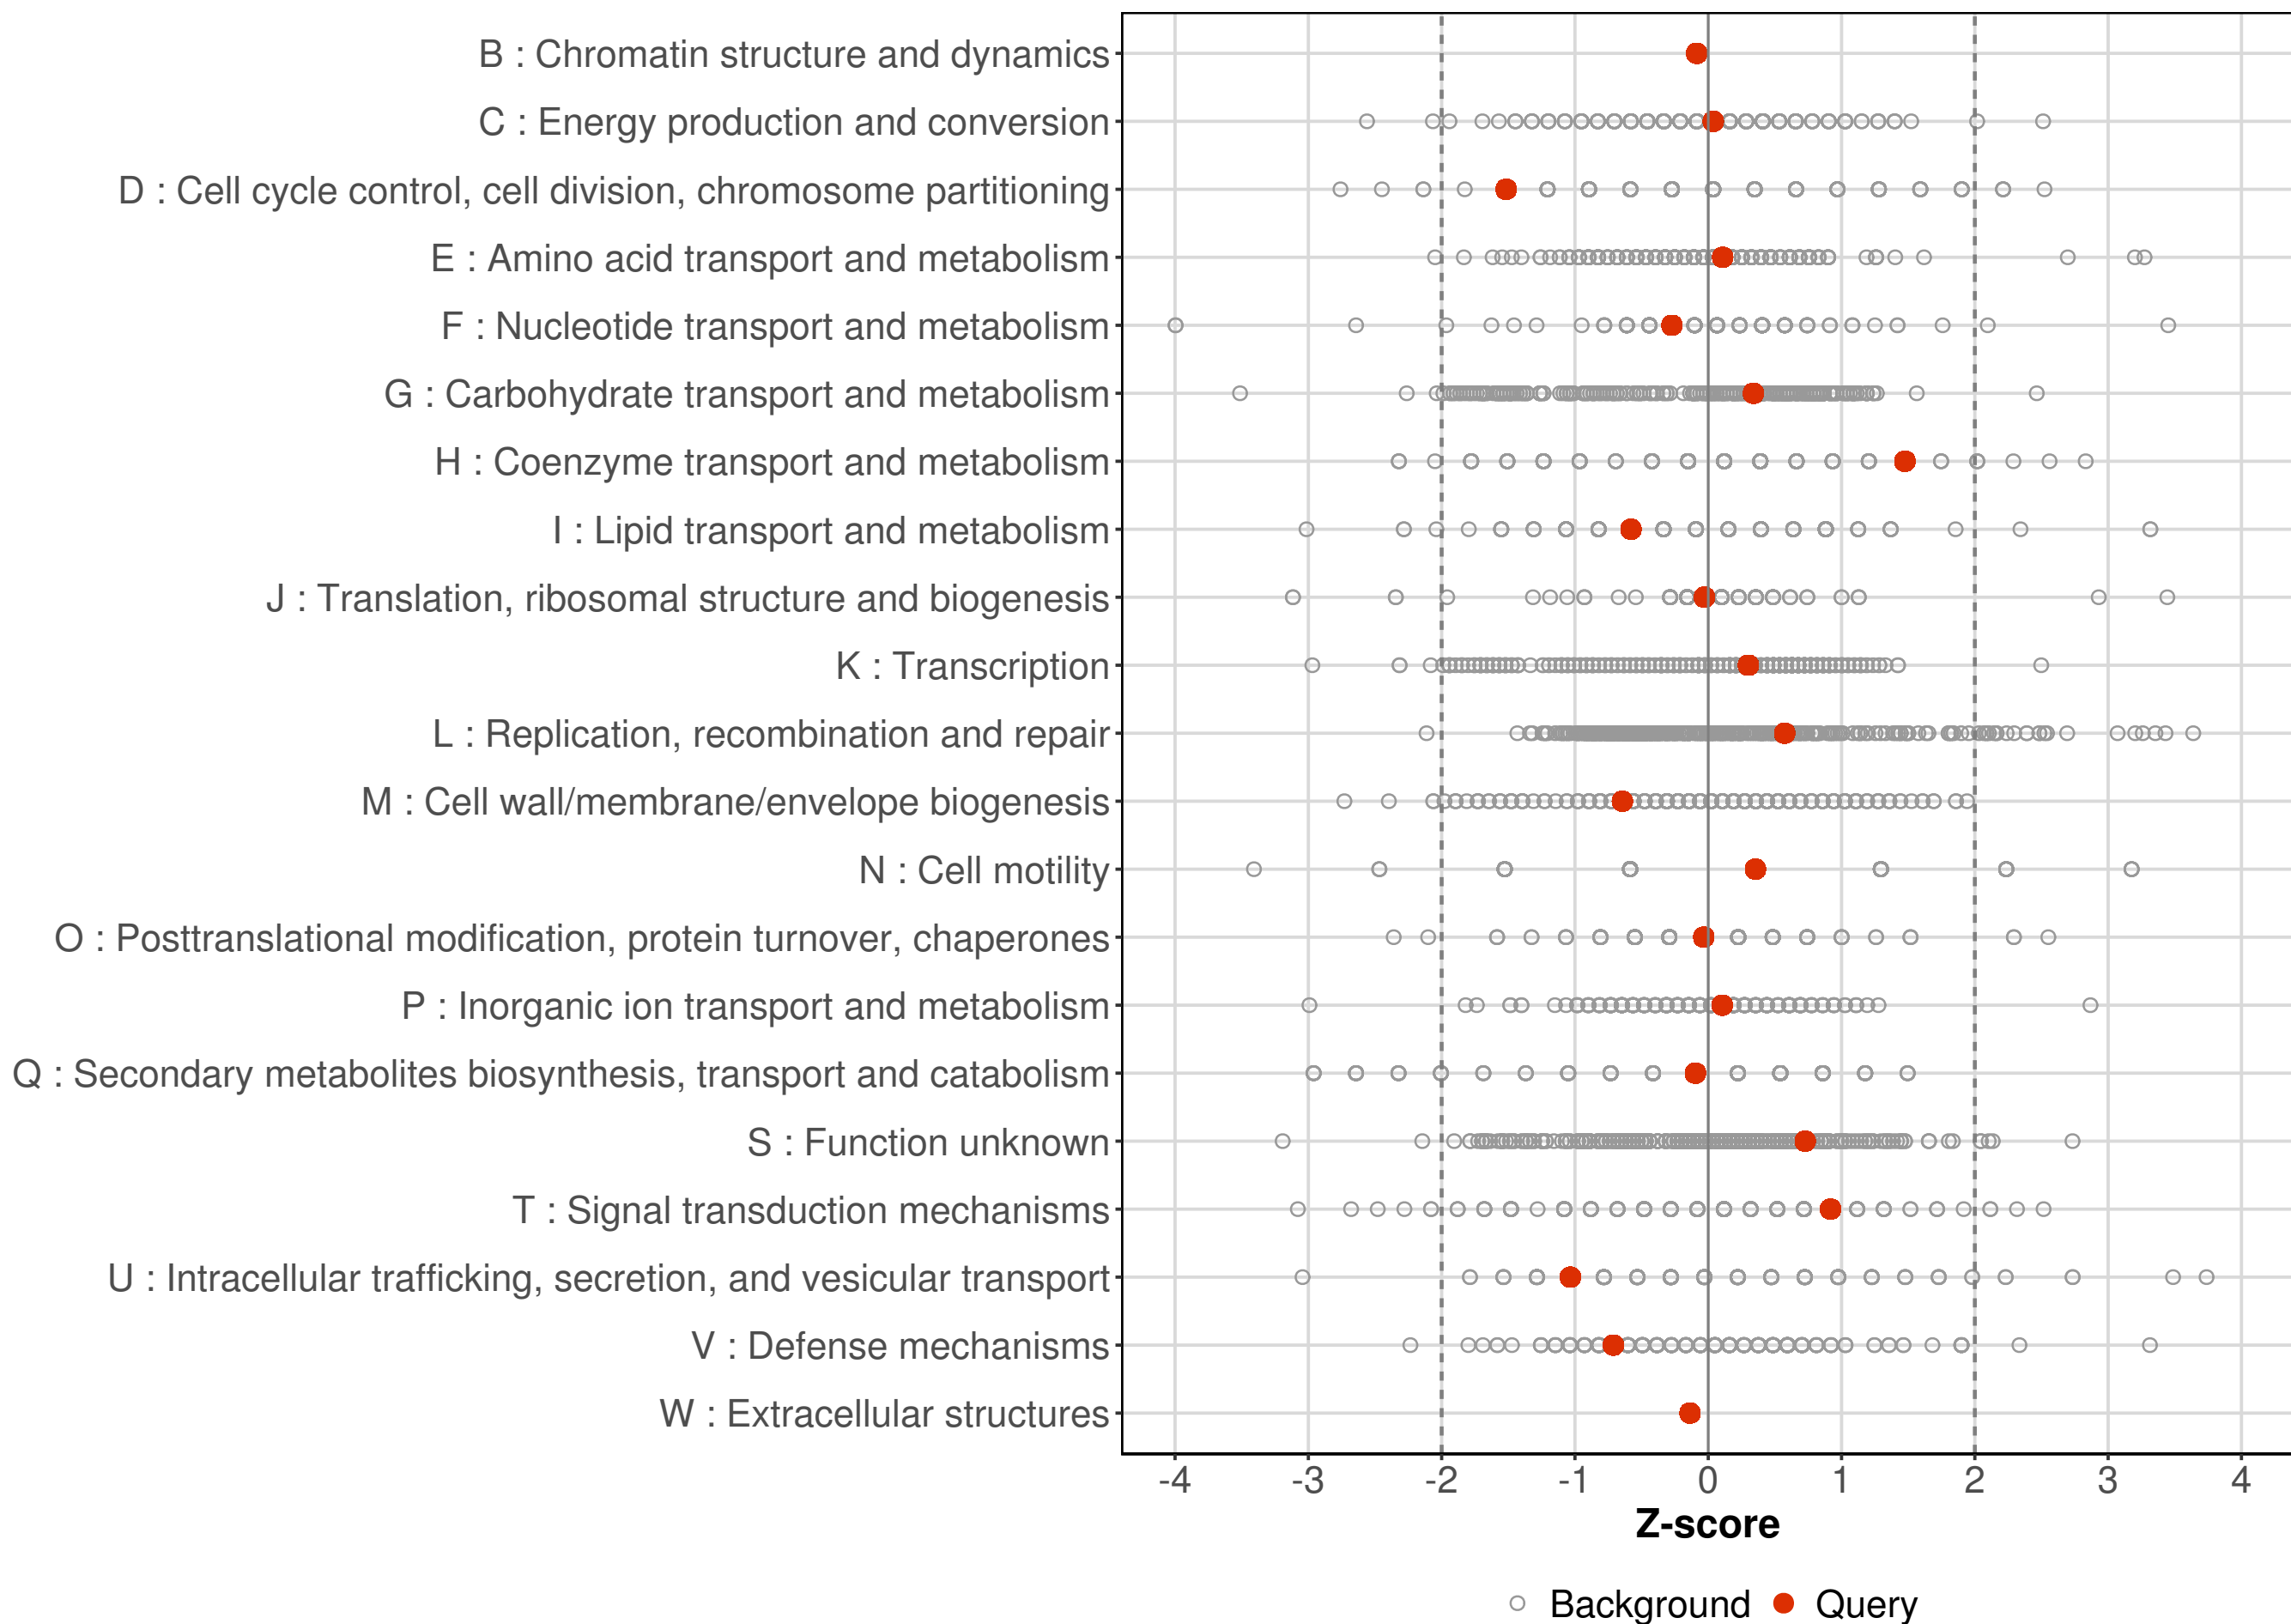 B : Chromatin structure and dynamics
C : Energy production and conversion
D : Cell cycle control, cell division, chromosome partitioning
E : Amino acid transport and metabolism
F : Nucleotide transport and metabolism
G : Carbohydrate transport and metabolism
H : Coenzyme transport and metabolism
I : Lipid transport and metabolism
J : Translation, ribosomal structure and biogenesis
K : Transcription
L : Replication, recombination and repair
M : Cell wall/membrane/envelope biogenesis
N : Cell motility
O : Posttranslational modification, protein turnover, chaperones
P : Inorganic ion transport and metabolism
Q : Secondary metabolites biosynthesis, transport and catabolism
S : Function unknown
T : Signal transduction mechanisms
U : Intracellular trafficking, secretion, and vesicular transport
V : Defense mechanisms
W : Extracellular structures
-4 -3 -2 -1 0 1 2 3 4
Z-score
Background Query